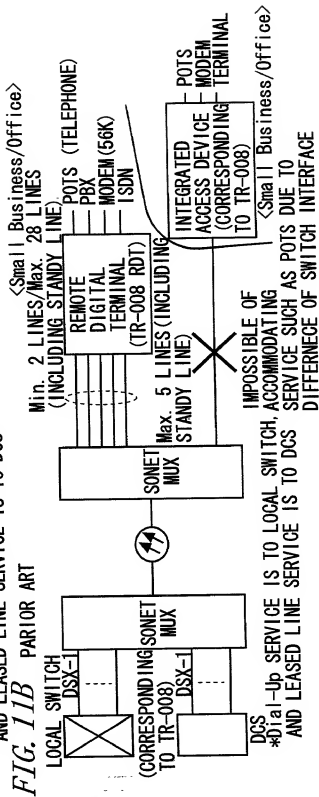 AND LEASED LINE SERVICE IS TO DCS
FIG. 11B PARIOR ART
LOCAL SWITCH
DSX-1
(CORRESPONDING
TO TR-008)
DSX-1
DCS
SONET
MUX
SONET
MUX
<Small Business/Office>
Min. 2 LINES/Max. 28 LINES
(INCLUDING STANDY LINE)
REMOTE
DIGITAL
TERMINAL
(TR-008 RDT)
POTS (TELEPHONE)
PBX
MODEM(56K)
ISDN
Max. 5 LINES(INCLUDING
STANDY LINE)
INTEGRATED
ACCESS DEVICE
(CORRESPONDING
TO TR-008)
POTS
MODEM
TERMINAL
<Small Business/Office>
IMPOSSIBLE OF
ACCOMMODATING
SERVICE SUCH AS POTS DUE TO
DIFFERNECE OF SWITCH INTERFACE
*Dial-Up SERVICE IS TO LOCAL SWITCH,
AND LEASED LINE SERVICE IS TO DCS